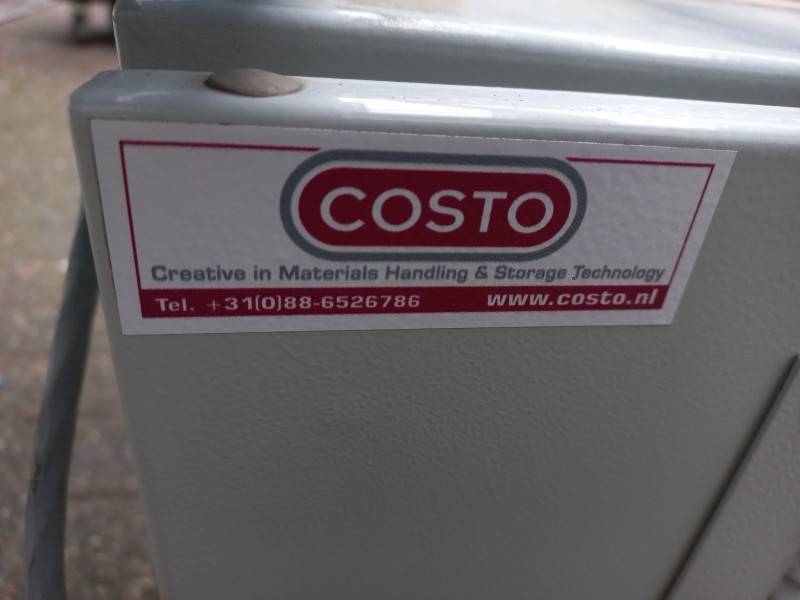 COSTO
Creative in Materials Handling & Storage Technology
Tel. +31(0)88-6526786 www.costo.nl